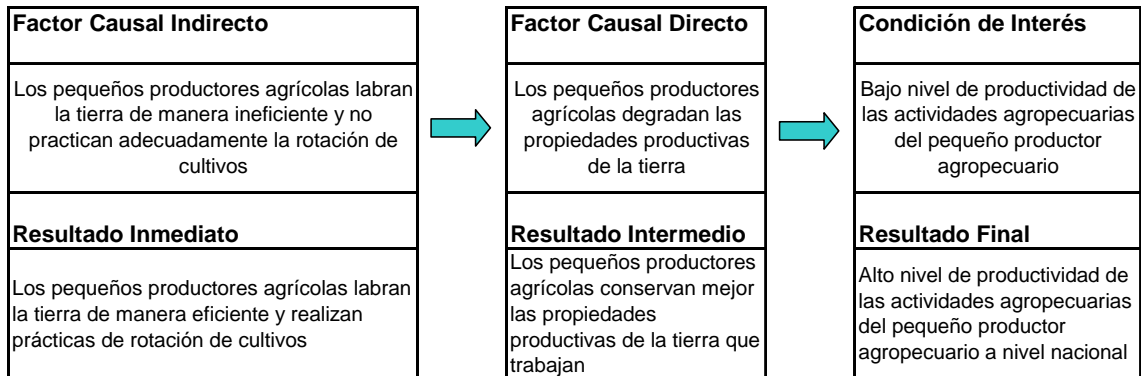 Factor Causal Indirecto
Los pequeños productores agrícolas labran
la tierra de manera ineficiente y no
practican adecuadamente la rotación de
cultivos
Resultado Inmediato
Los pequeños productores agrícolas labran
la tierra de manera eficiente y realizan
prácticas de rotación de cultivos
Factor Causal Directo
Los pequeños productores
agrícolas degradan las
propiedades productivas
de la tierra
Resultado Intermedio
Los pequeños productores
agrícolas conservan mejor
las propiedades
productivas de la tierra que
trabajan
Condición de Interés
Bajo nivel de productividad de
las actividades agropecuarias
del pequeño productor
agropecuario
Resultado Final
Alto nivel de productividad de
las actividades agropecuarias
del pequeño productor
agropecuario a nivel nacional